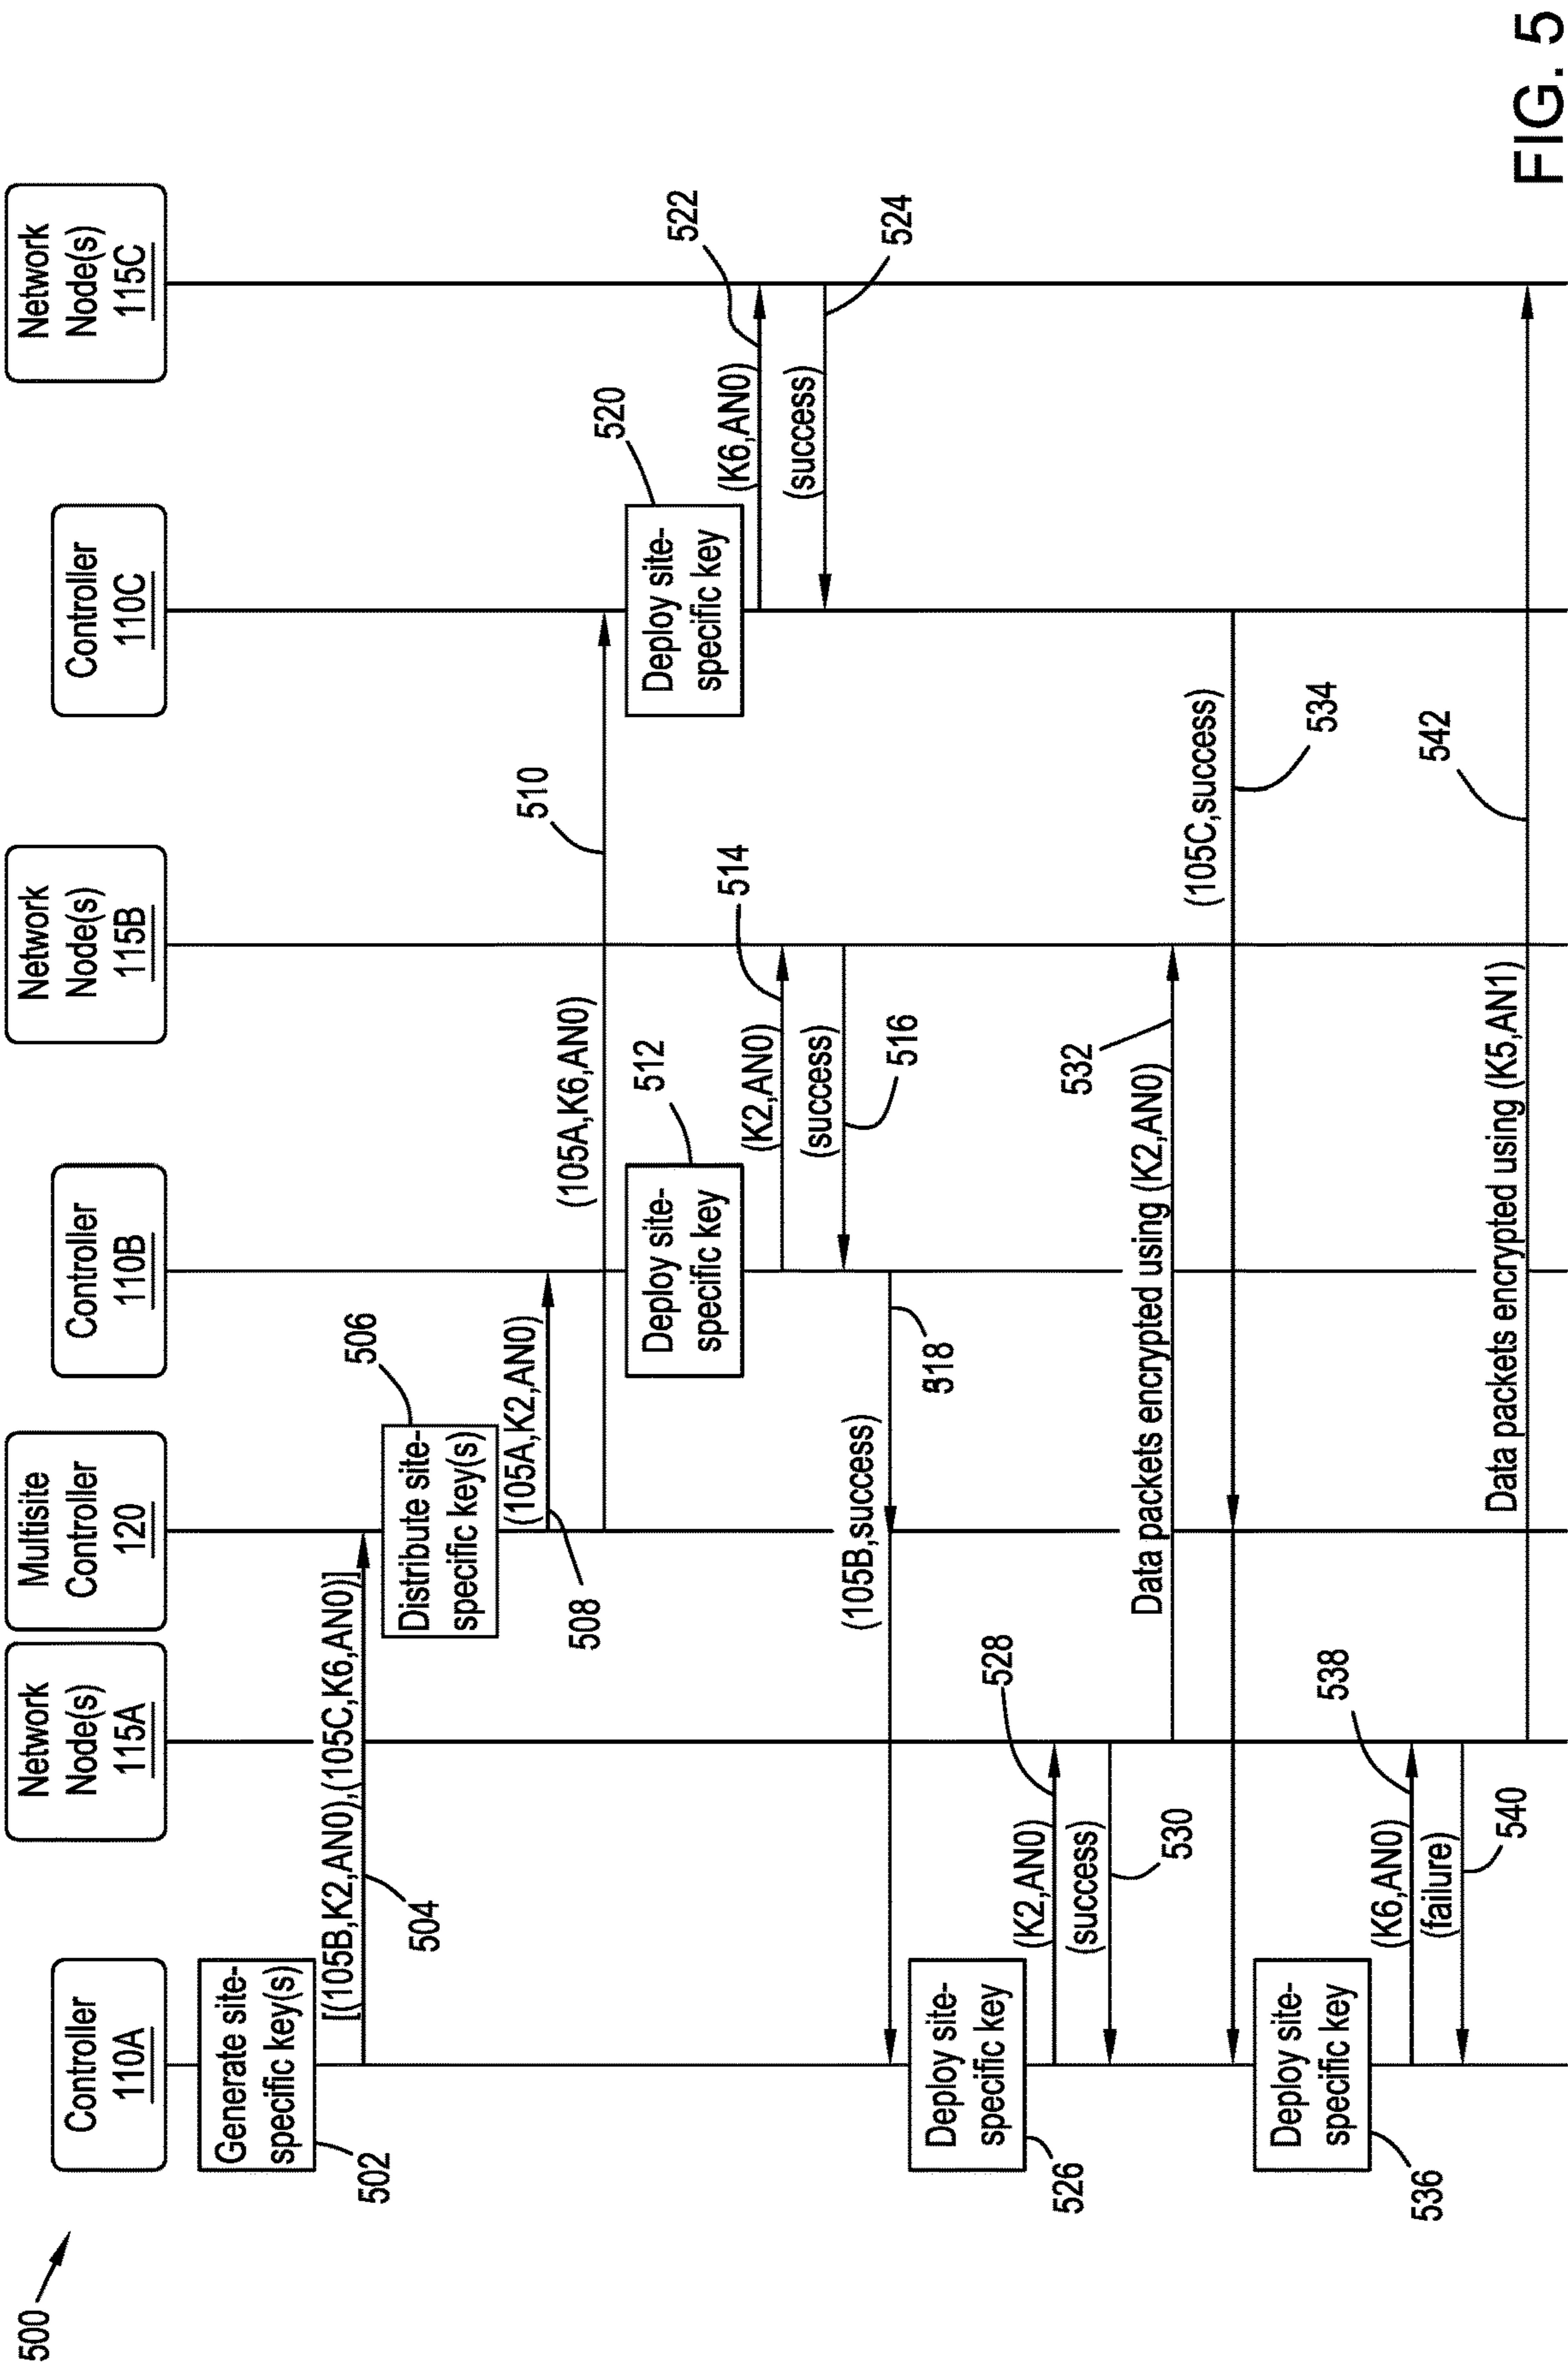 500
Controller
110A
Network
Node(s)
115A
Multisite
Controller
120
Controller
110B
Network
Node(s)
115B
Controller
110C
Network
Node(s)
115C
Generate site-
specific key(s)
502
[(105B,K2,AN0),(105C,K6,AN0)]
504
Distribute site-
specific key(s)
506
(105A,K2,AN0)
508
(105A,K6,AN0)
510
Deploy site-
specific key
512
Deploy site-
specific key
520
(K6,AN0)
522
(K2,AN0)
514
(success)
524
(success)
516
(105B,success)
518
Deploy site-
specific key
526
(K2,AN0)
528
(success)
530
Data packets encrypted using (K2,AN0)
532
(105C,success)
534
Deploy site-
specific key
536
(K6,AN0)
538
(failure)
540
Data packets encrypted using (K5,AN1)
542
FIG. 5